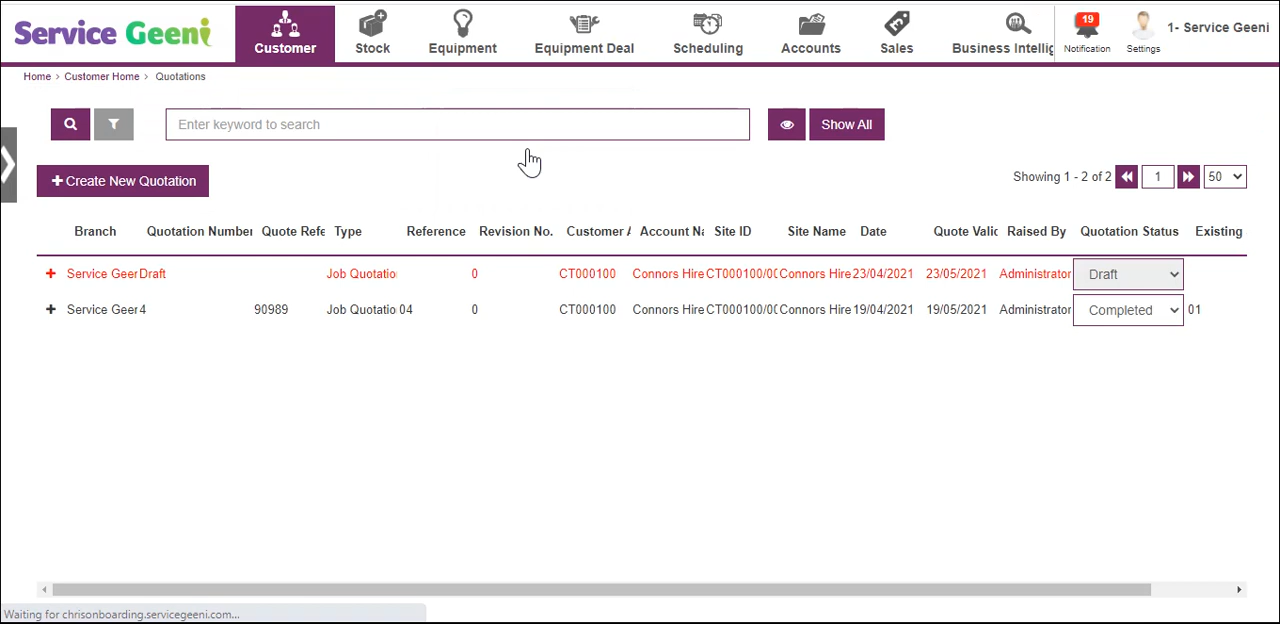 Service Geeni
Customer
Stock
Equipment
Equipment Deal
Scheduling
Accounts
Sales
Business Intellig
19
Notification
Settings
1- Service Geeni
Home > Customer Home > Quotations
Enter keyword to search
Show All
+ Create New Quotation
Showing 1 - 2 of 2
1
50
Branch Quotation Number Quote Refe Type Reference Revision No. Customer A Account Na Site ID Site Name Date Quote Valid Raised By Quotation Status Existing
+ Service Geer Draft Job Quotatio 0 CT000100 Connors Hire CT000100/00 Connors Hire 23/04/2021 23/05/2021 Administrator Draft
+ Service Geer 4 90989 Job Quotatio 04 0 CT000100 Connors Hire CT000100/00 Connors Hire 19/04/2021 19/05/2021 Administrator Completed 01
Waiting for chrisonboarding.servicegeeni.com...